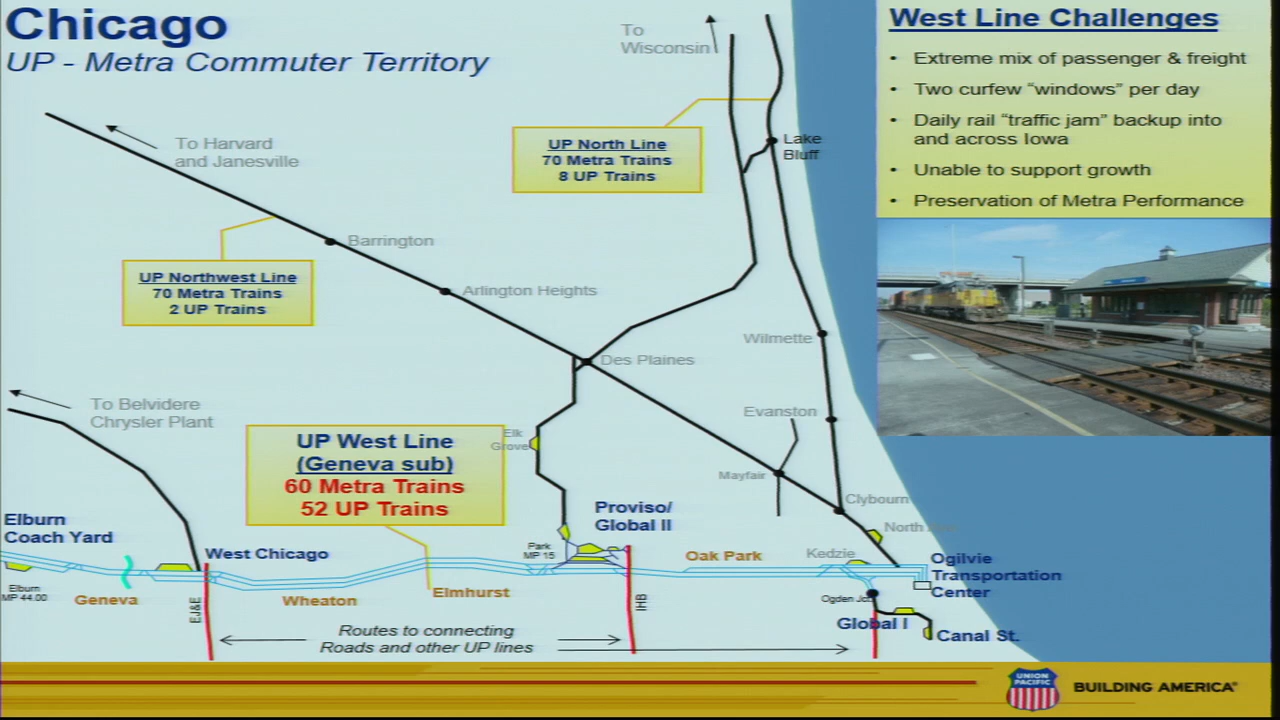 Chicago
UP - Metra Commuter Territory
To
Wisconsin
West Line Challenges
• Extreme mix of passenger & freight
• Two curfew “windows” per day
• Daily rail “traffic jam” backup into
and across Iowa
• Unable to support growth
• Preservation of Metra Performance
To Harvard
and Janesville
UP North Line
70 Metra Trains
8 UP Trains
Lake
Bluff
Barrington
UP Northwest Line
70 Metra Trains
2 UP Trains
Arlington Heights
Wilmette
Des Plaines
To Belvidere
Chrysler Plant
Evanston
UP West Line
(Geneva sub)
60 Metra Trains
52 UP Trains
Elk
Grove
Mayfair
Clybourn
Proviso/
Global II
North
Elburn
Coach Yard
West Chicago
Park
MP 15
Oak Park
Kedzie
Ogilvie
Transportation
Center
Elburn
MP 44.00
Geneva
EJ&E
Wheaton
Elmhurst
IHB
Ogden Jct.
Global I
Canal St.
Routes to connecting
Roads and other UP lines
UNION
PACIFIC
BUILDING AMERICA®